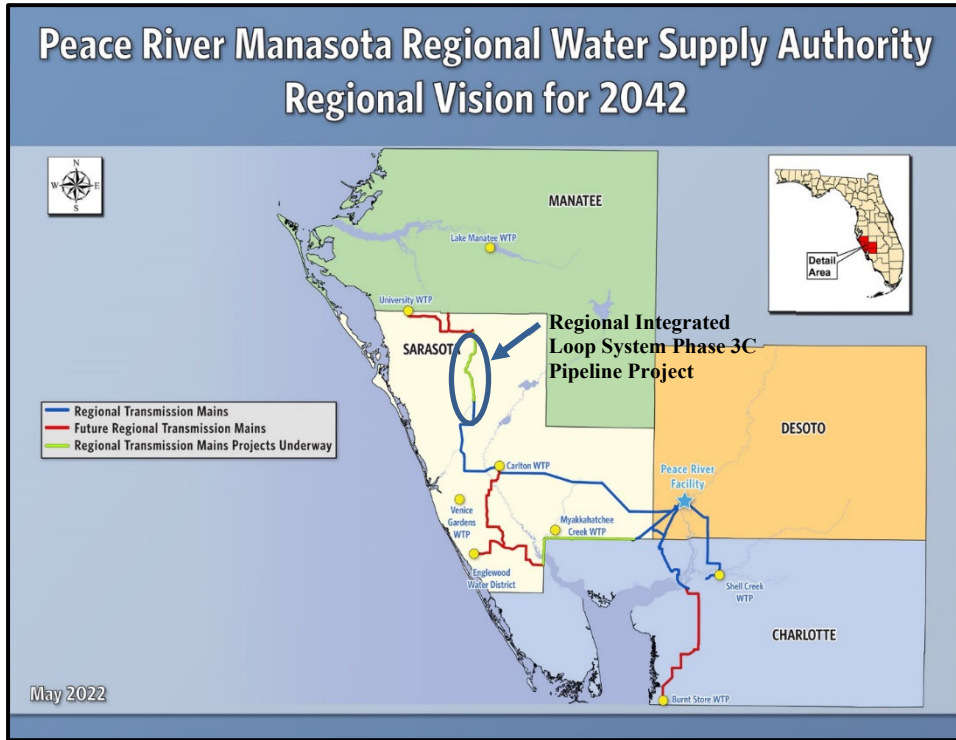 Peace River Manasota Regional Water Supply Authority
Regional Vision for 2042
N
W E
S
MANATEE
Lake Manatee WTP
Detail
Area
University WTP
Regional Integrated
Loop System Phase 3C
Pipeline Project
SARASOTA
Regional Transmission Mains
Future Regional Transmission Mains
Regional Transmission Mains Projects Underway
DESOTO
Carlton WTP
Peace River
Facility
Venice
Gardens
WTP
Myakkahatchee
Creek WTP
Englewood
Water District
Shell Creek
WTP
CHARLOTTE
May 2022
Burnt Store WTP